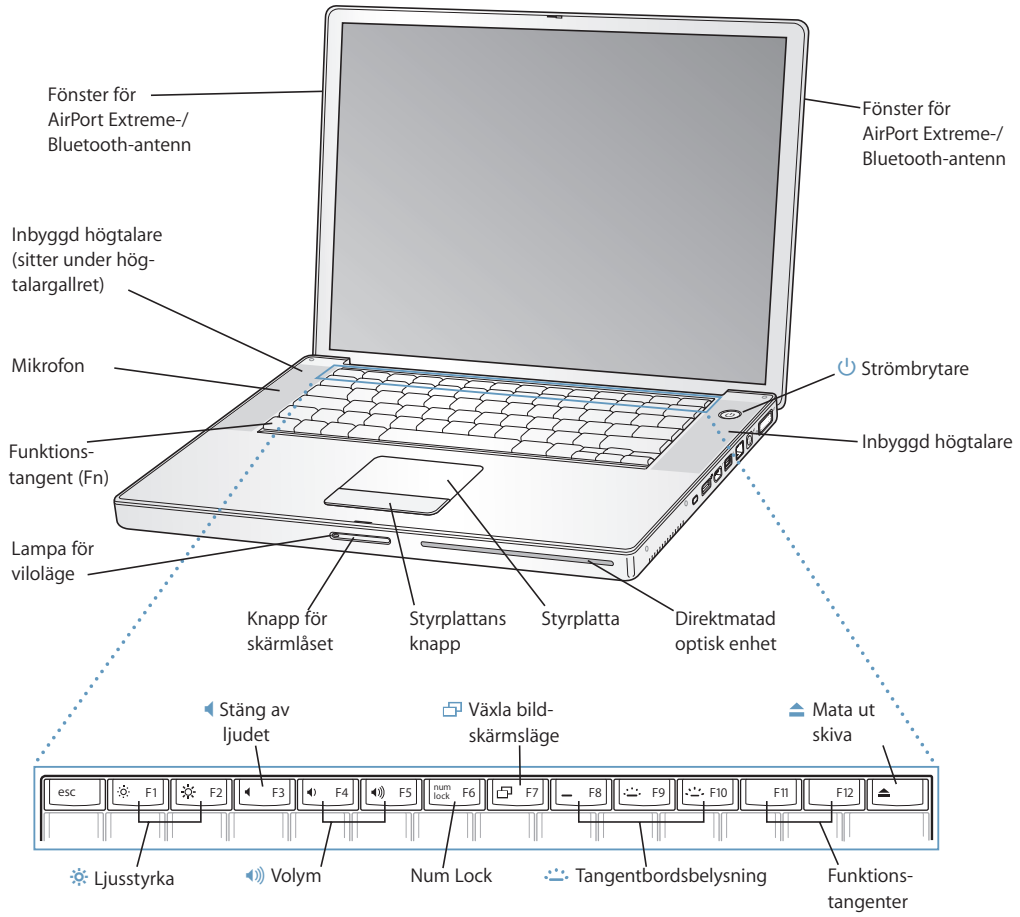 Fönster för
AirPort Extreme-/
Bluetooth-antenn
Fönster för
AirPort Extreme-/
Bluetooth-antenn
Inbyggd högtalare
(sitter under hög-
talargallret)
Mikrofon
Strömbrytare
Inbyggd högtalare
Funktions-
tangent (Fn)
Lampa för
viloläge
Knapp för
skärmlåset
Styrplattans
knapp
Styrplatta
Direktmatad
optisk enhet
Stäng av
ljudet
Växla bild-
skärmsläge
Mata ut
skiva
esc F1 F2 F3 F4 F5 num lock F6 F7 F8 F9 F10 F11 F12
Ljusstyrka
Volym
Num Lock
Tangentbordsbelysning
Funktions-
tangenter